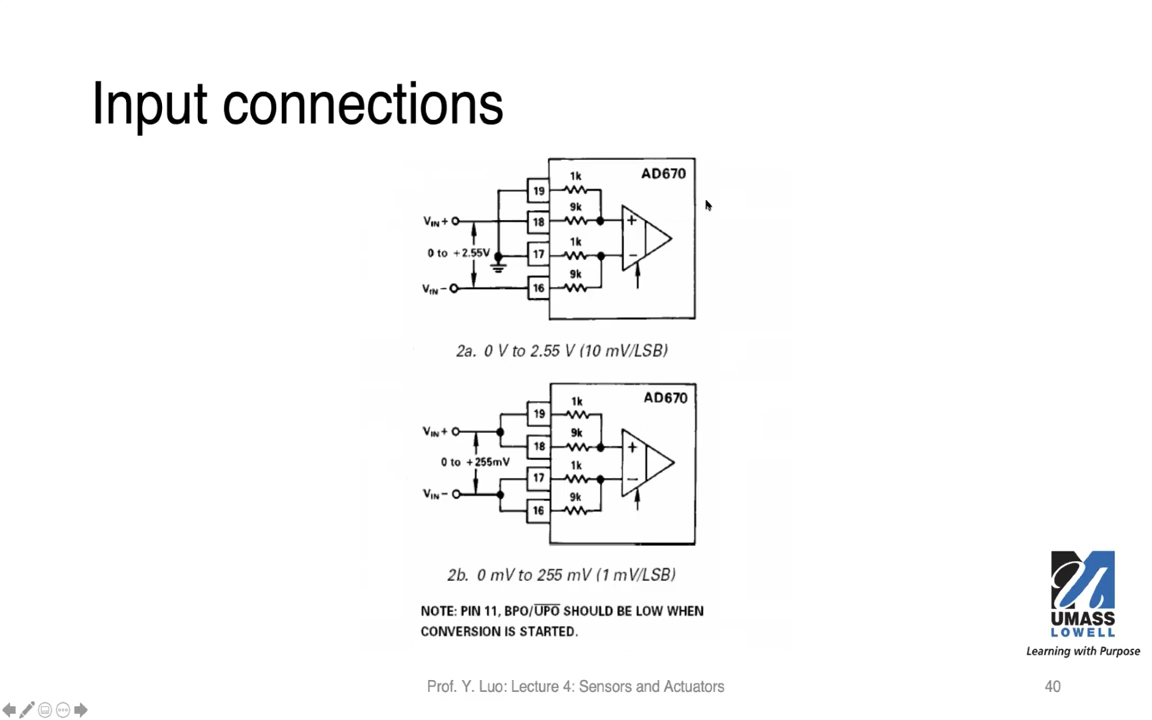 Input connections
AD670
1k
19
9k
VIN +
18
1k
0 to +2.55V
17
9k
VIN −
16
+
−
2a. 0 V to 2.55 V (10 mV/LSB)
AD670
1k
19
VIN +
9k
18
0 to +255mV
1k
17
VIN −
9k
16
+
−
2b. 0 mV to 255 mV (1 mV/LSB)
NOTE: PIN 11, BPO/U̅P̅O̅ SHOULD BE LOW WHEN
CONVERSION IS STARTED.
UMASS
LOWELL
Learning with Purpose
Prof. Y. Luo: Lecture 4: Sensors and Actuators
40